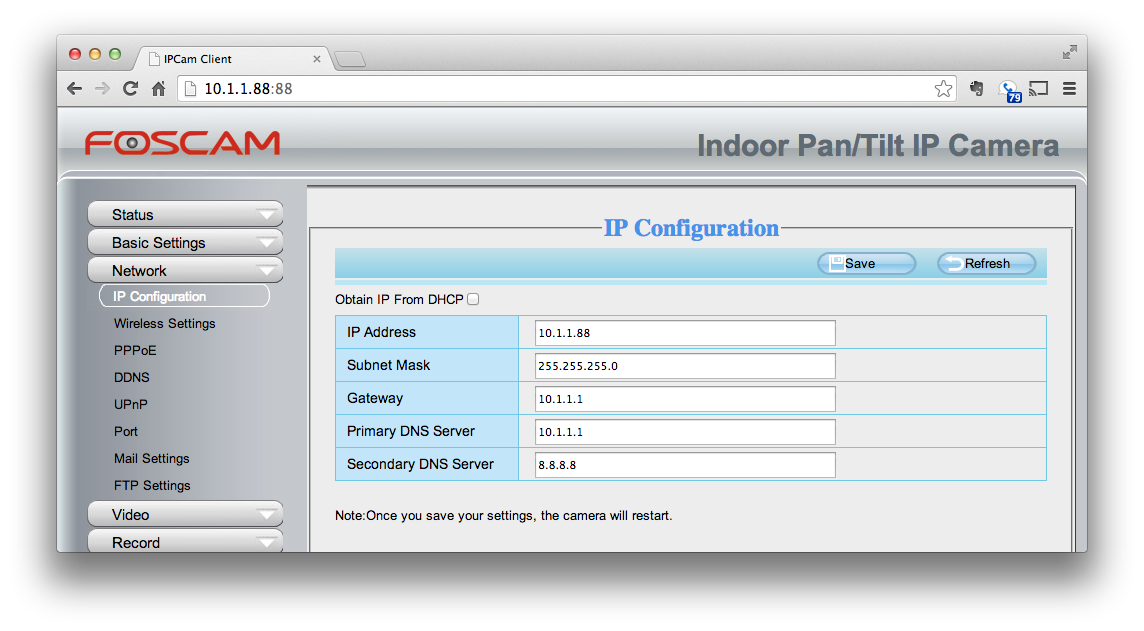 IPCam Client
10.1.1.88:88
79
FOSCAM
Indoor Pan/Tilt IP Camera
Status
Basic Settings
Network
IP Configuration
Wireless Settings
PPPoE
DDNS
UPnP
Port
Mail Settings
FTP Settings
Video
Record
IP Configuration
Save
Refresh
Obtain IP From DHCP
IP Address 10.1.1.88
Subnet Mask 255.255.255.0
Gateway 10.1.1.1
Primary DNS Server 10.1.1.1
Secondary DNS Server 8.8.8.8
Note:Once you save your settings, the camera will restart.